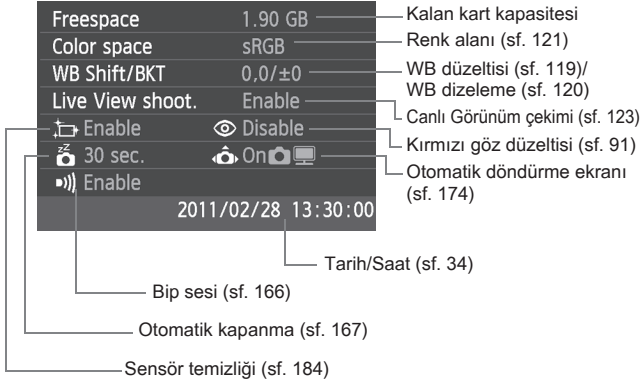 Freespace 1.90 GB
Kalan kart kapasitesi
Color space sRGB
Renk alanı (sf. 121)
WB Shift/BKT 0,0/±0
WB düzeltisi (sf. 119)/
WB dizeleme (sf. 120)
Live View shoot. Enable
Canlı Görünüm çekimi (sf. 123)
Enable Disable
Kırmızı göz düzeltisi (sf. 91)
30 sec. On
Otomatik döndürme ekranı
(sf. 174)
Enable
2011/02/28 13:30:00
Tarih/Saat (sf. 34)
Bip sesi (sf. 166)
Otomatik kapanma (sf. 167)
Sensör temizliği (sf. 184)